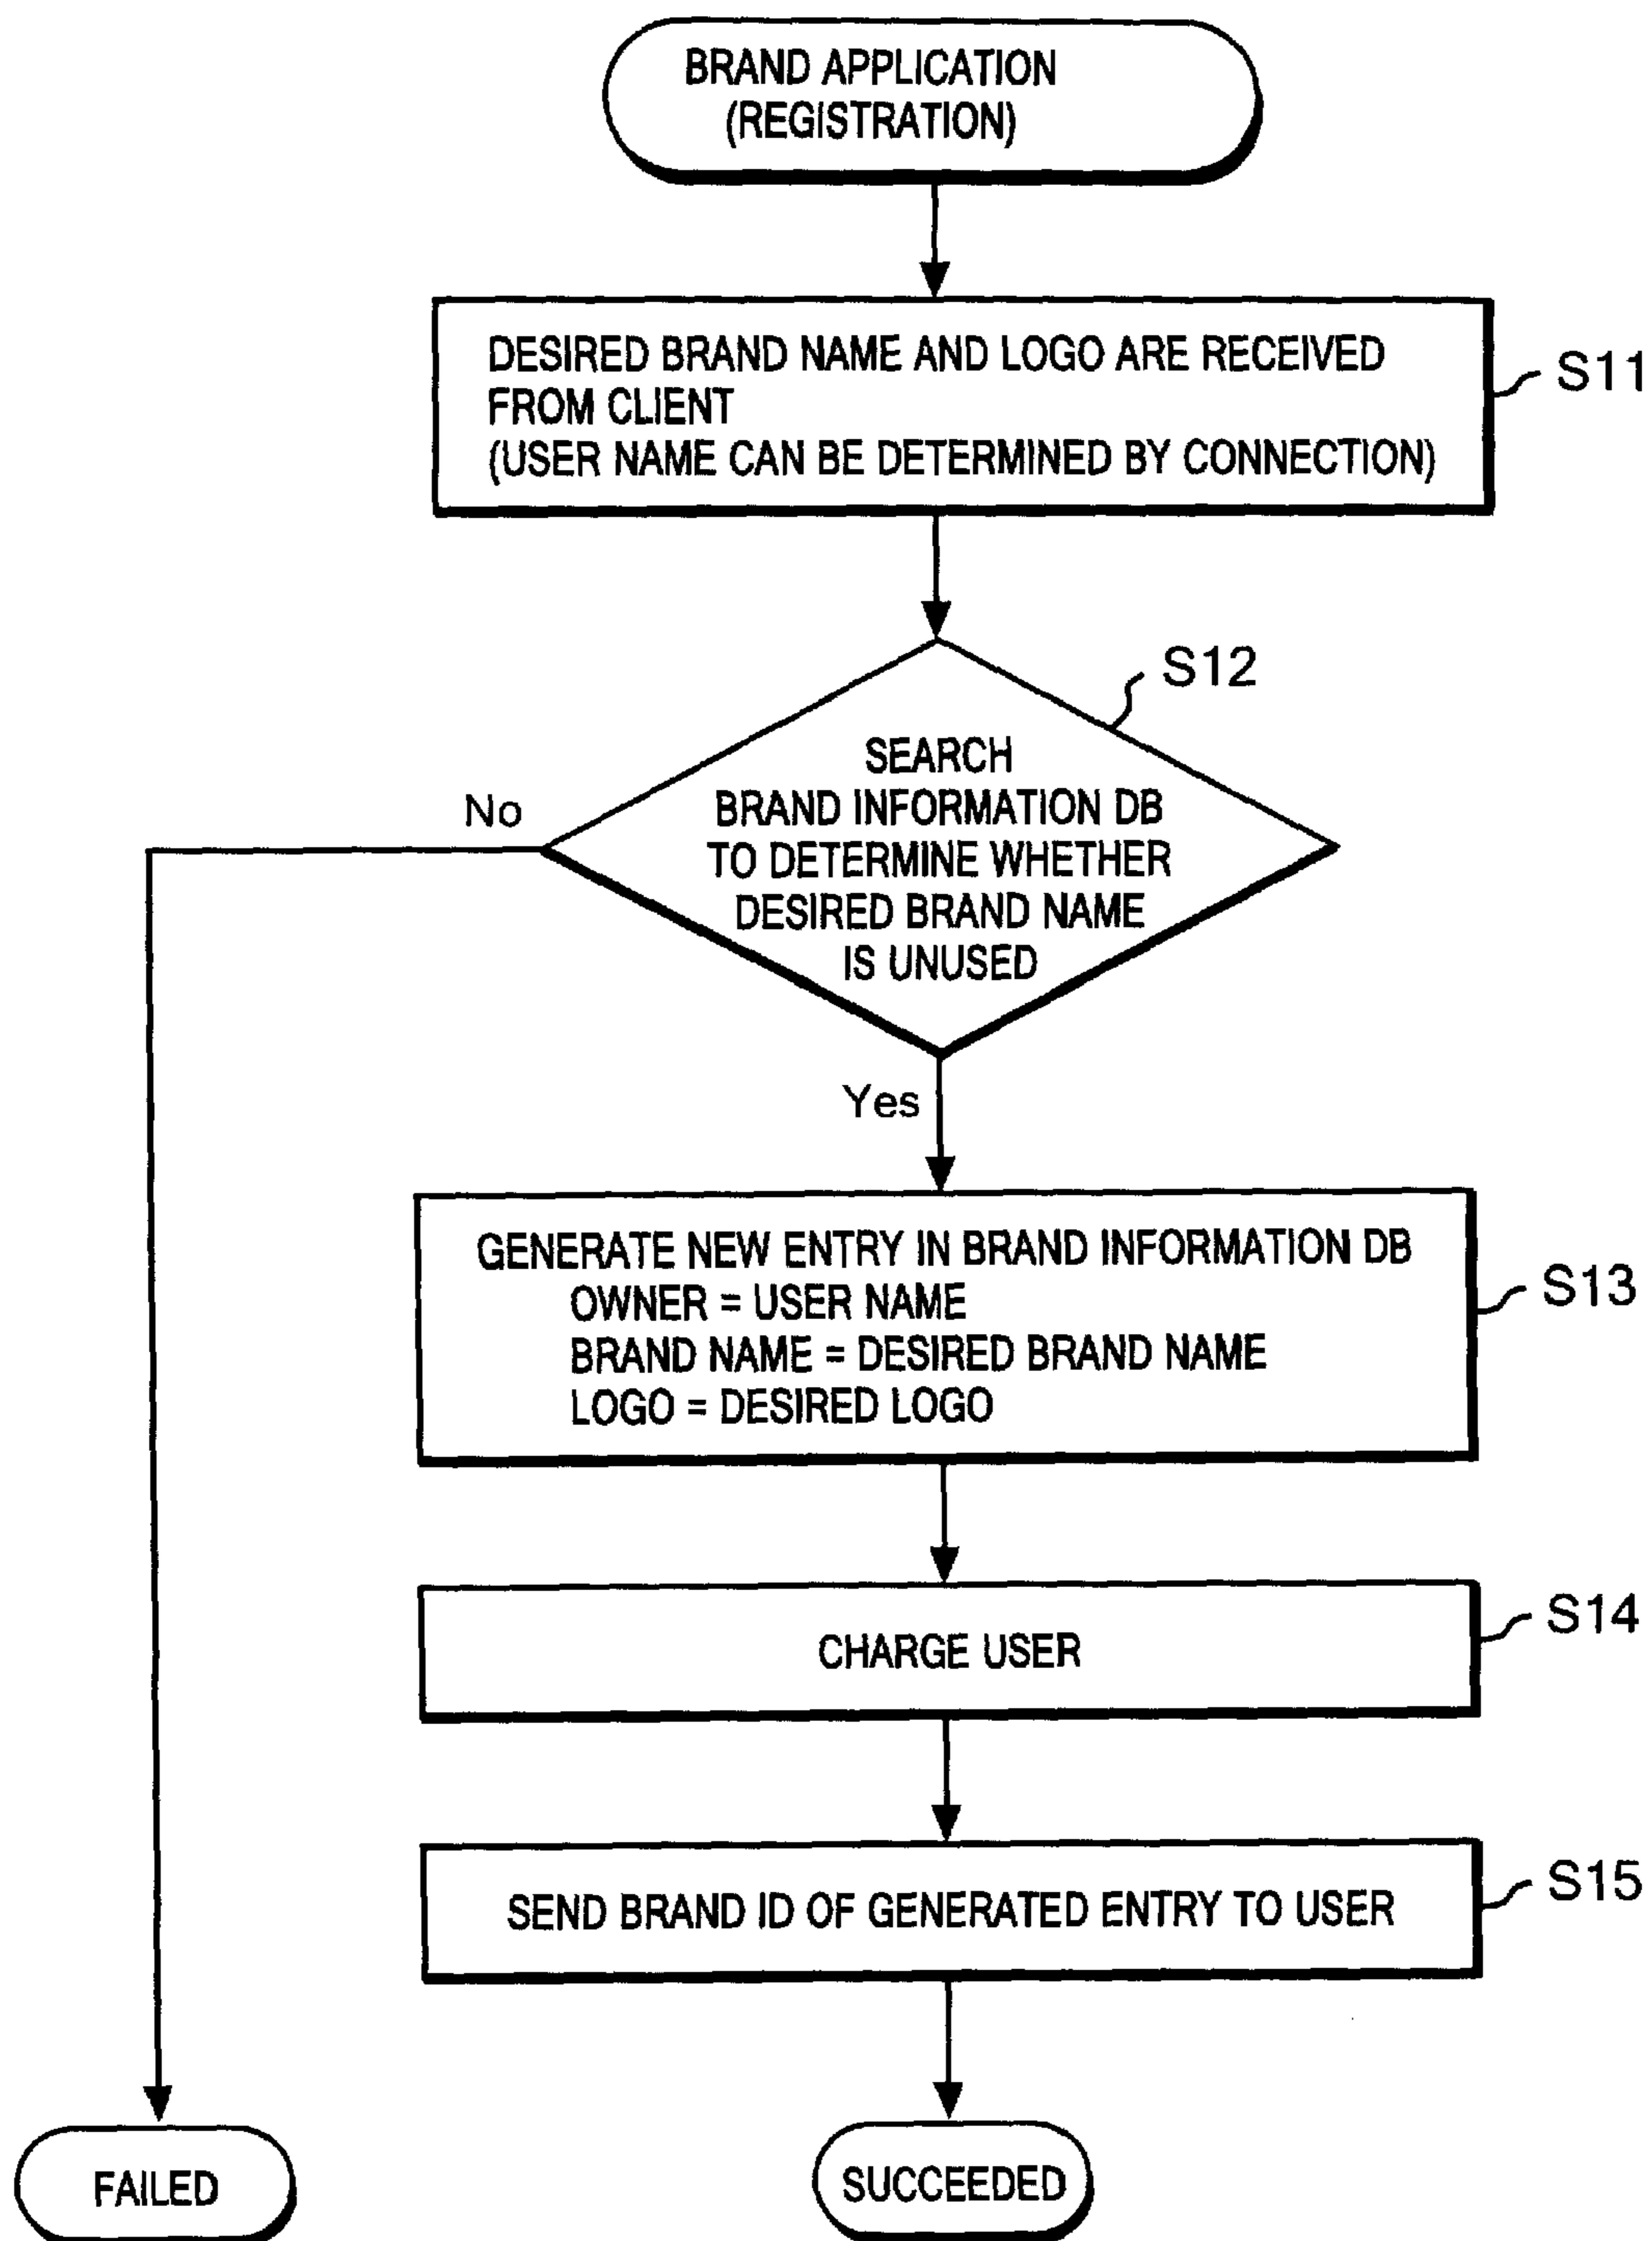 BRAND APPLICATION
(REGISTRATION)
DESIRED BRAND NAME AND LOGO ARE RECEIVED
FROM CLIENT
(USER NAME CAN BE DETERMINED BY CONNECTION)
S11
S12
SEARCH
BRAND INFORMATION DB
TO DETERMINE WHETHER
DESIRED BRAND NAME
IS UNUSED
No
Yes
GENERATE NEW ENTRY IN BRAND INFORMATION DB
OWNER = USER NAME
BRAND NAME = DESIRED BRAND NAME
LOGO = DESIRED LOGO
S13
CHARGE USER
S14
SEND BRAND ID OF GENERATED ENTRY TO USER
S15
FAILED
SUCCEEDED